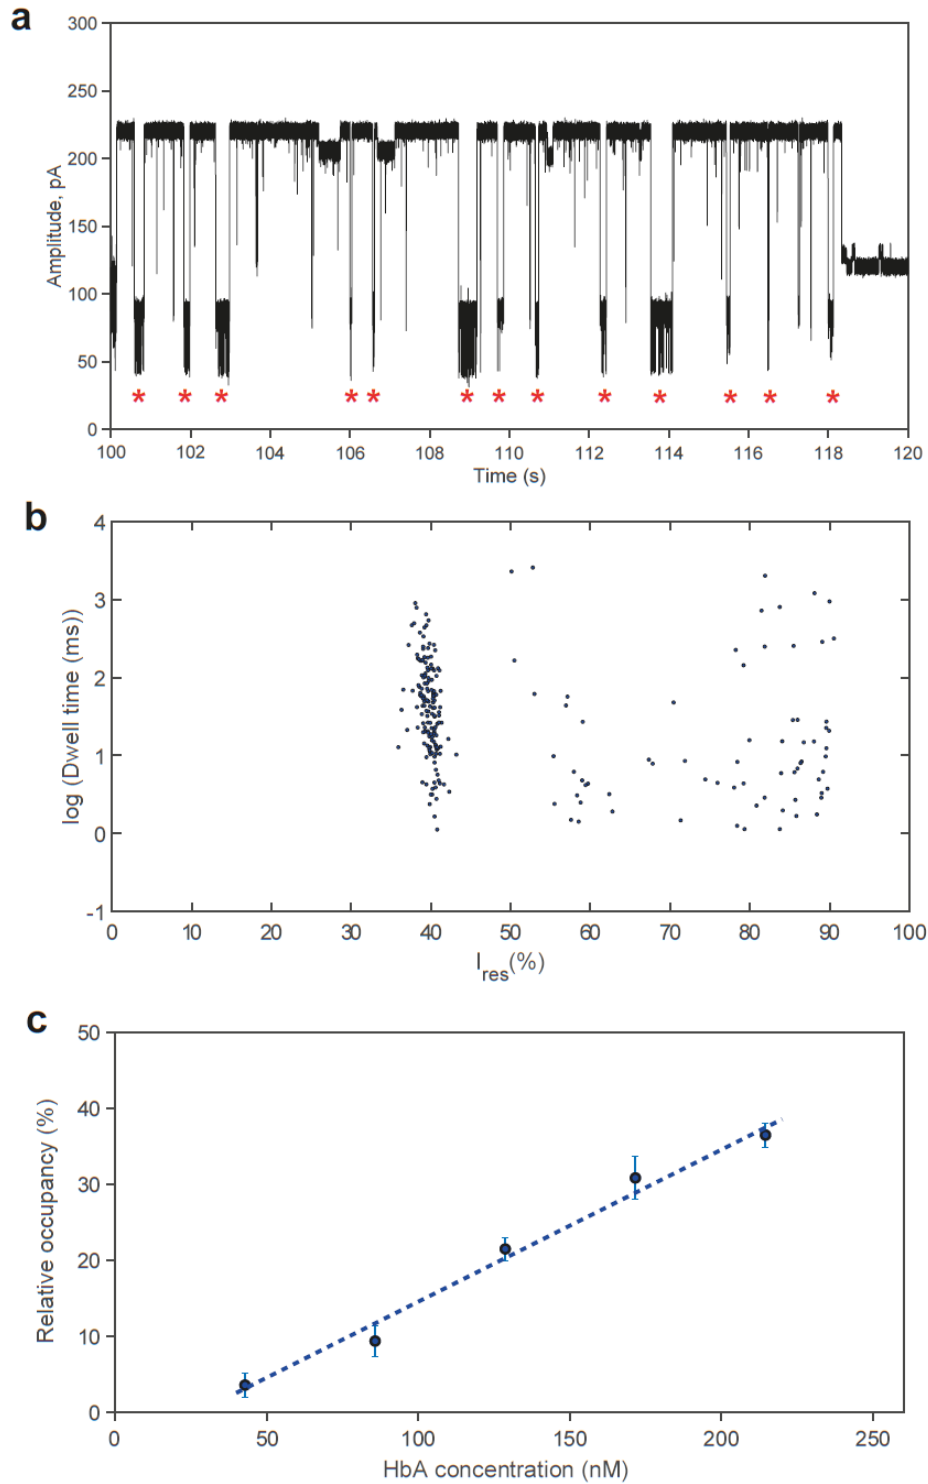 a
300
250
200
150
100
50
0
Amplitude, pA
* * * * * * * * * * * * *
100 102 104 106 108 110 112 114 116 118 120
Time (s)
b
4
3
2
1
0
-1
log (Dwell time (ms))
0 10 20 30 40 50 60 70 80 90 100
Ires(%)
c
50
40
30
20
10
0
Relative occupancy (%)
0 50 100 150 200 250
HbA concentration (nM)